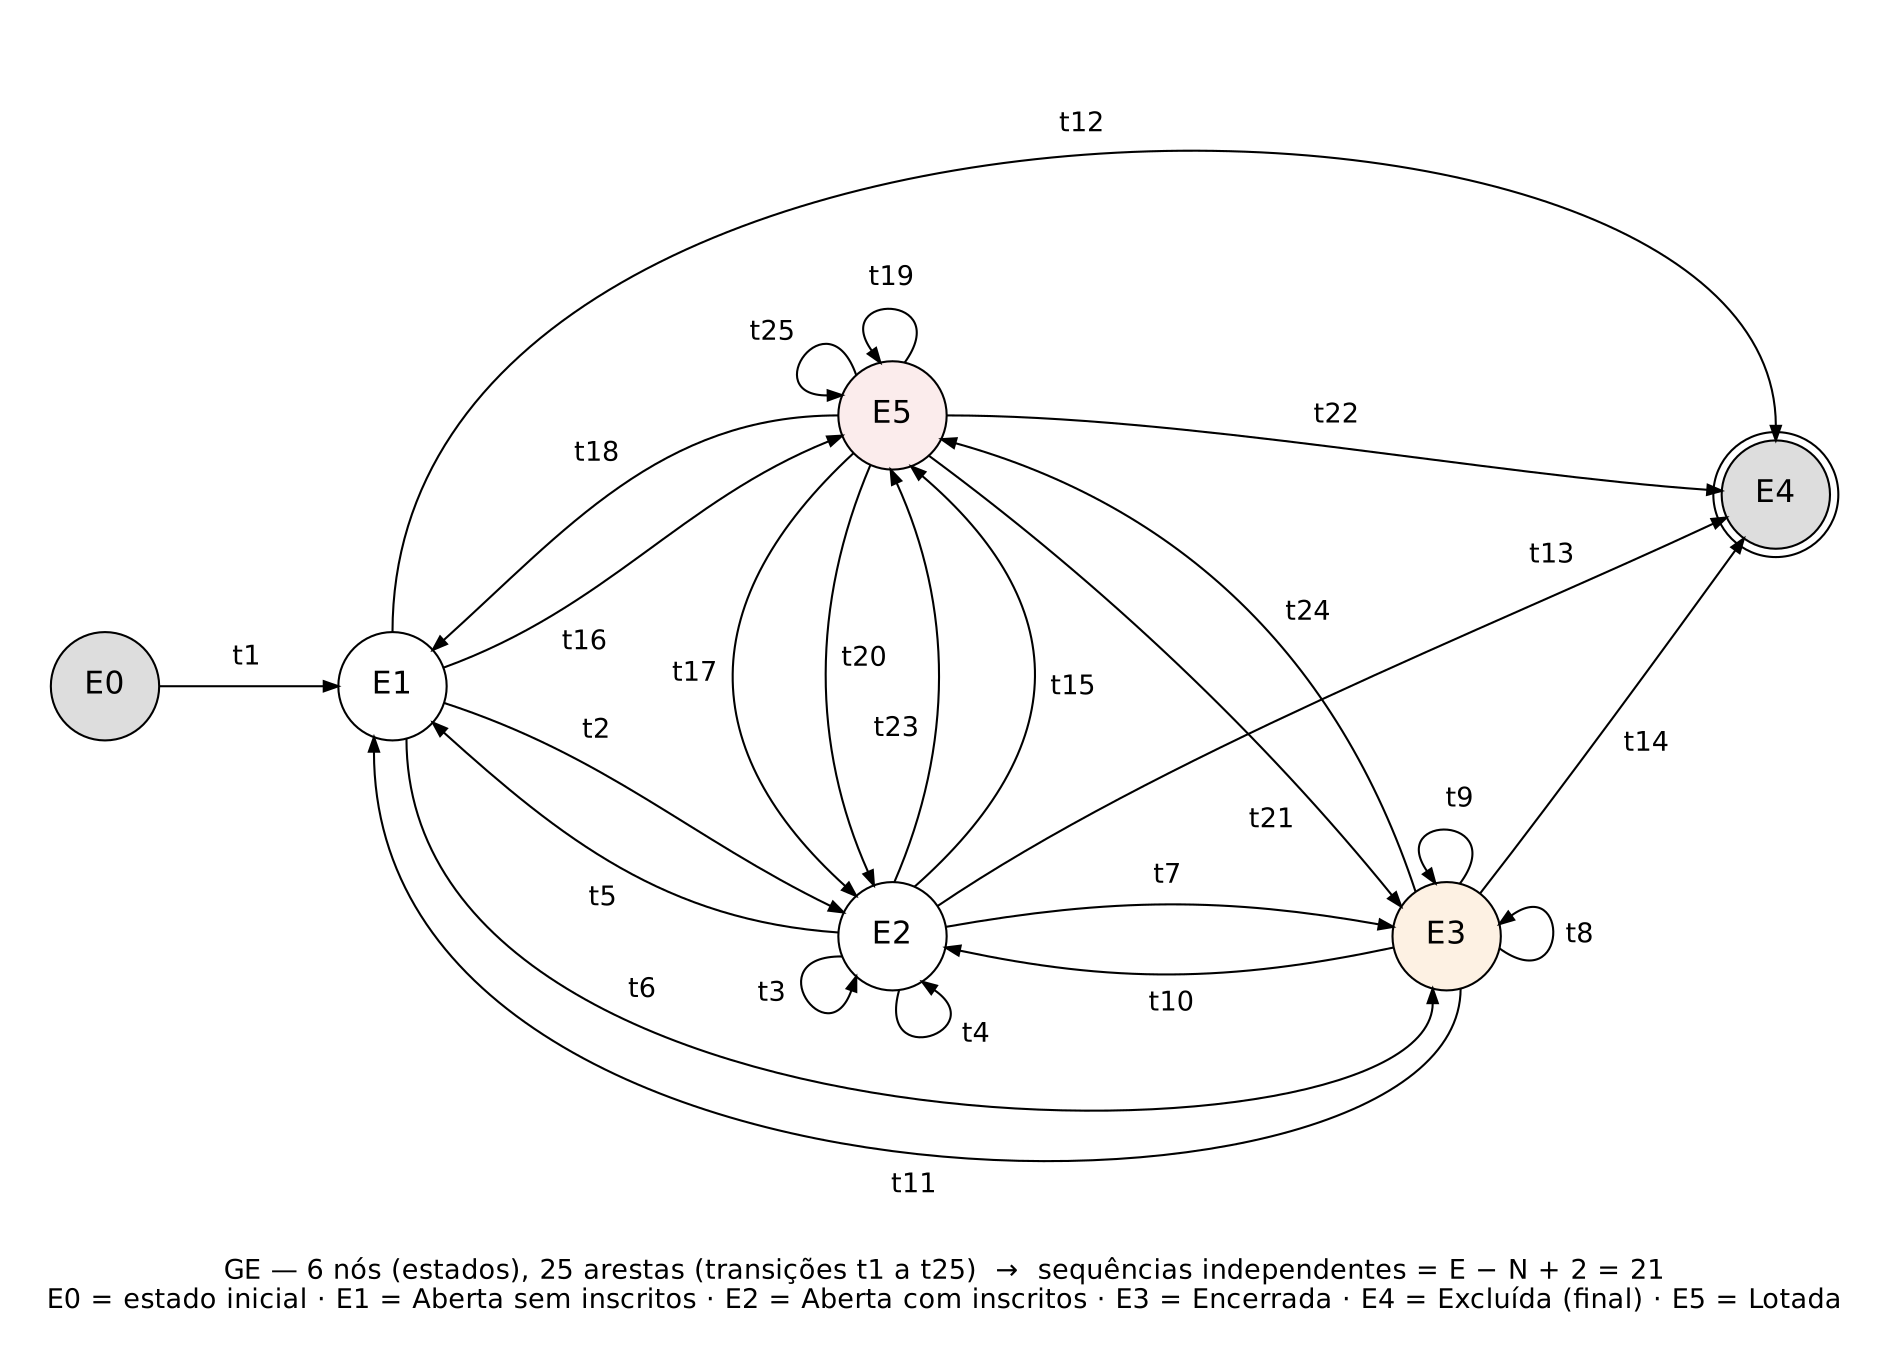 t12
t19
t25
E5
t22
t18
E4
t13
t24
t16
t1
t20
t17
t15
E0
E1
t23
t2
t14
t9
t21
t7
t5
E2
E3
t8
t6
t3
t10
t4
t11
GE — 6 nós (estados), 25 arestas (transições t1 a t25) → sequências independentes = E − N + 2 = 21
E0 = estado inicial · E1 = Aberta sem inscritos · E2 = Aberta com inscritos · E3 = Encerrada · E4 = Excluída (final) · E5 = Lotada